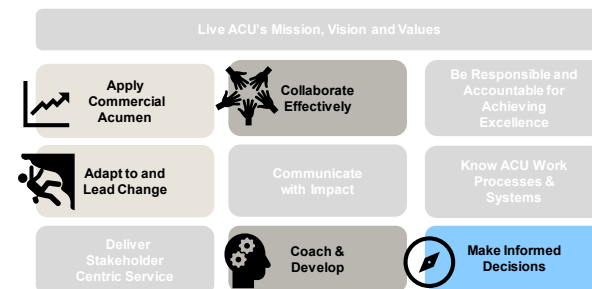 Live ACU's Mission, Vision and Values
Apply
Commercial
Acumen
Collaborate
Effectively
Be Responsible and
Accountable for
Achieving
Excellence
Adapt to and
Lead Change
Communicate
with Impact
Know ACU Work
Processes &
Systems
Deliver
Stakeholder
Centric Service
Coach &
Develop
Make Informed
Decisions